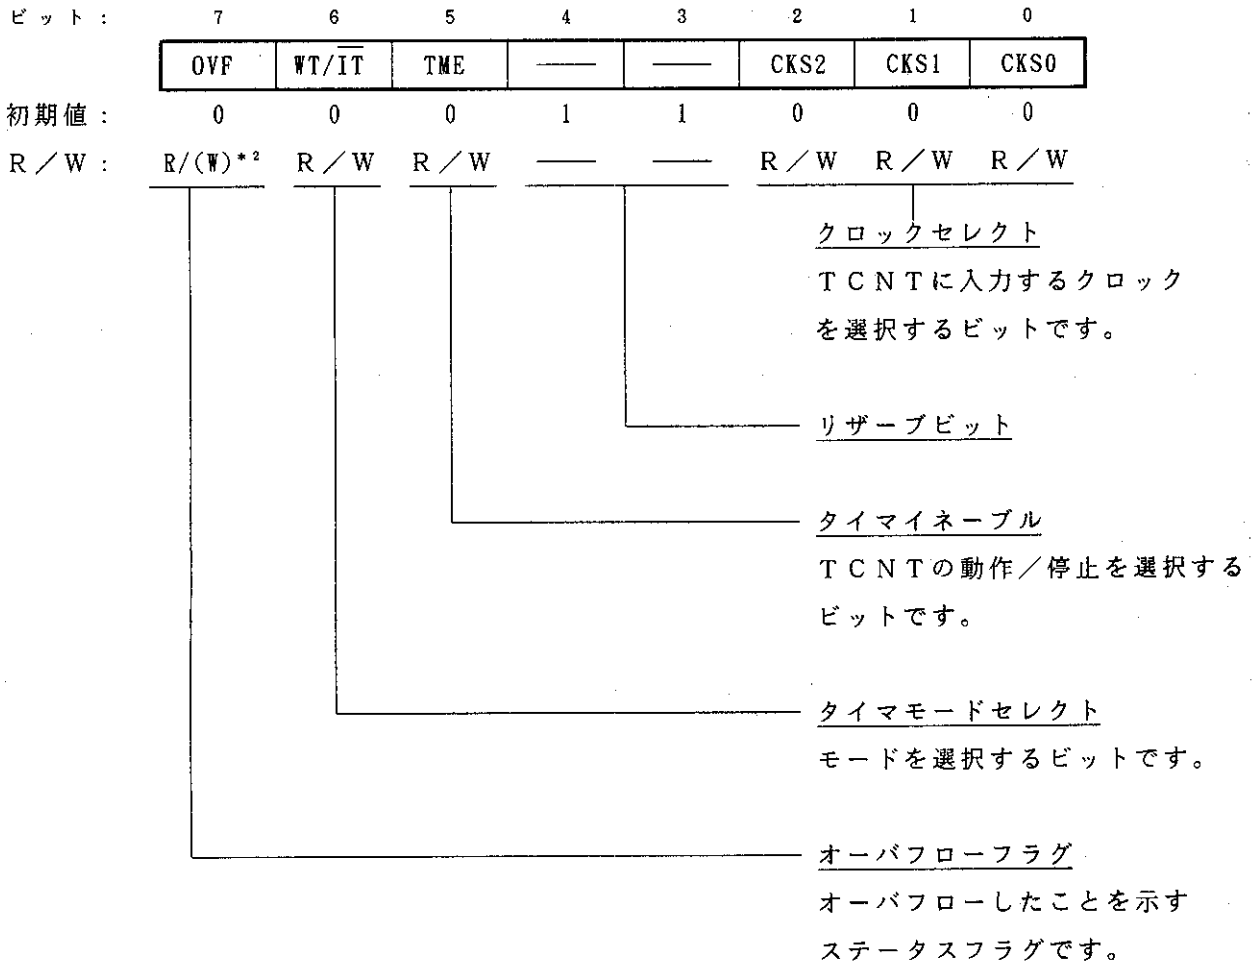 ビット： 7 6 5 4 3 2 1 0
OVF WT/I̅T̅ TME ― ― CKS2 CKS1 CKS0
初期値： 0 0 0 1 1 0 0 0
R／W： R/(W)*² R／W R／W ― ― R／W R／W R／W
クロックセレクト
TCNTに入力するクロック
を選択するビットです。
リザーブビット
タイマイネーブル
TCNTの動作／停止を選択する
ビットです。
タイマモードセレクト
モードを選択するビットです。
オーバフローフラグ
オーバフローしたことを示す
ステータスフラグです。